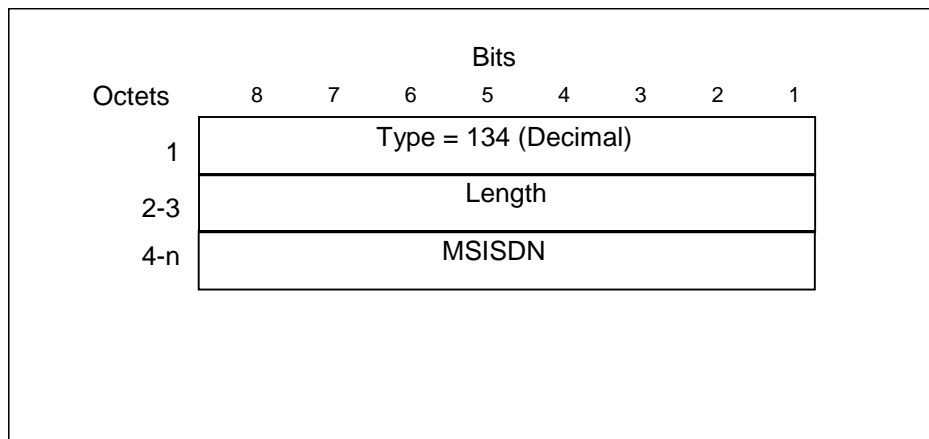 Bits
Octets 8 7 6 5 4 3 2 1
1 Type = 134 (Decimal)
2-3 Length
4-n MSISDN